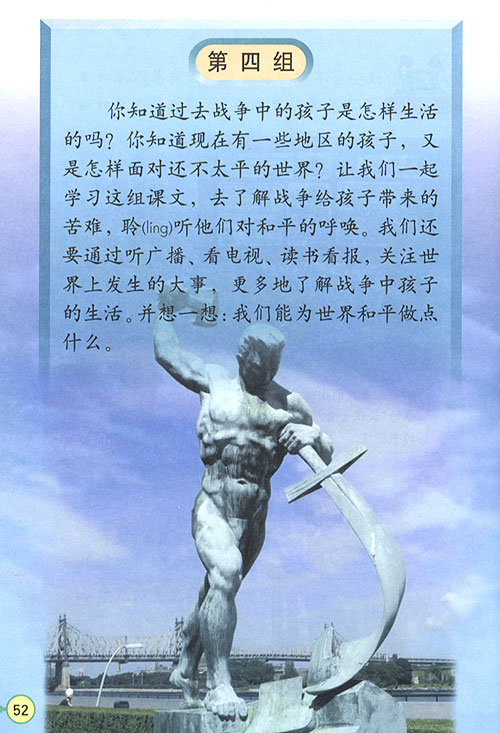 第四组
你知道过去战争中的孩子是怎样生活
的吗？你知道现在有一些地区的孩子，又
是怎样面对还不太平的世界？让我们一起
学习这组课文，去了解战争给孩子带来的
苦难，聆(líng)听他们对和平的呼唤。我们还
要通过听广播、看电视、读书看报，关注世
界上发生的大事，更多地了解战争中孩子
的生活。并想一想：我们能为世界和平做点
什么。
52